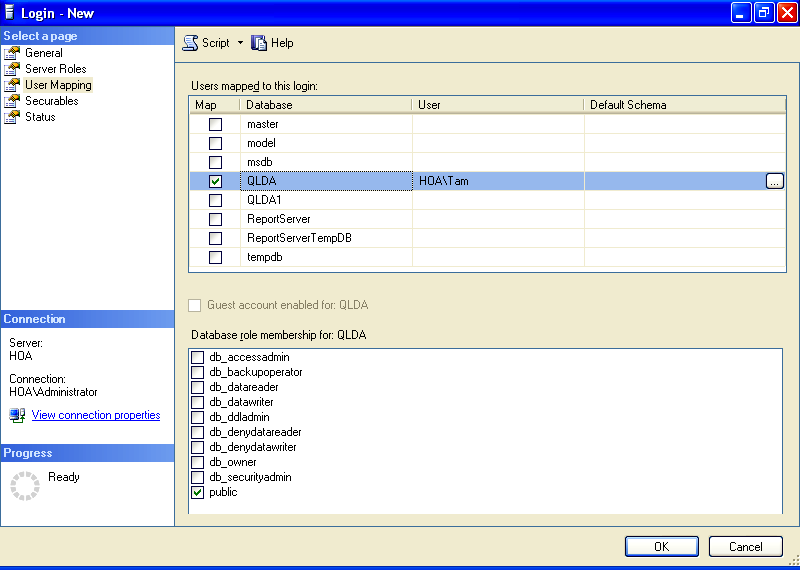 Login - New
Select a page
General
Server Roles
User Mapping
Securables
Status
Connection
Server:
HOA
Connection:
HOA\Administrator
View connection properties
Progress
Ready
Script Help
Users mapped to this login:
Map Database User Default Schema
master
model
msdb
QLDA HOA\Tam ...
QLDA1
ReportServer
ReportServerTempDB
tempdb
Guest account enabled for: QLDA
Database role membership for: QLDA
db_accessadmin
db_backupoperator
db_datareader
db_datawriter
db_ddladmin
db_denydatareader
db_denydatawriter
db_owner
db_securityadmin
public
OK Cancel